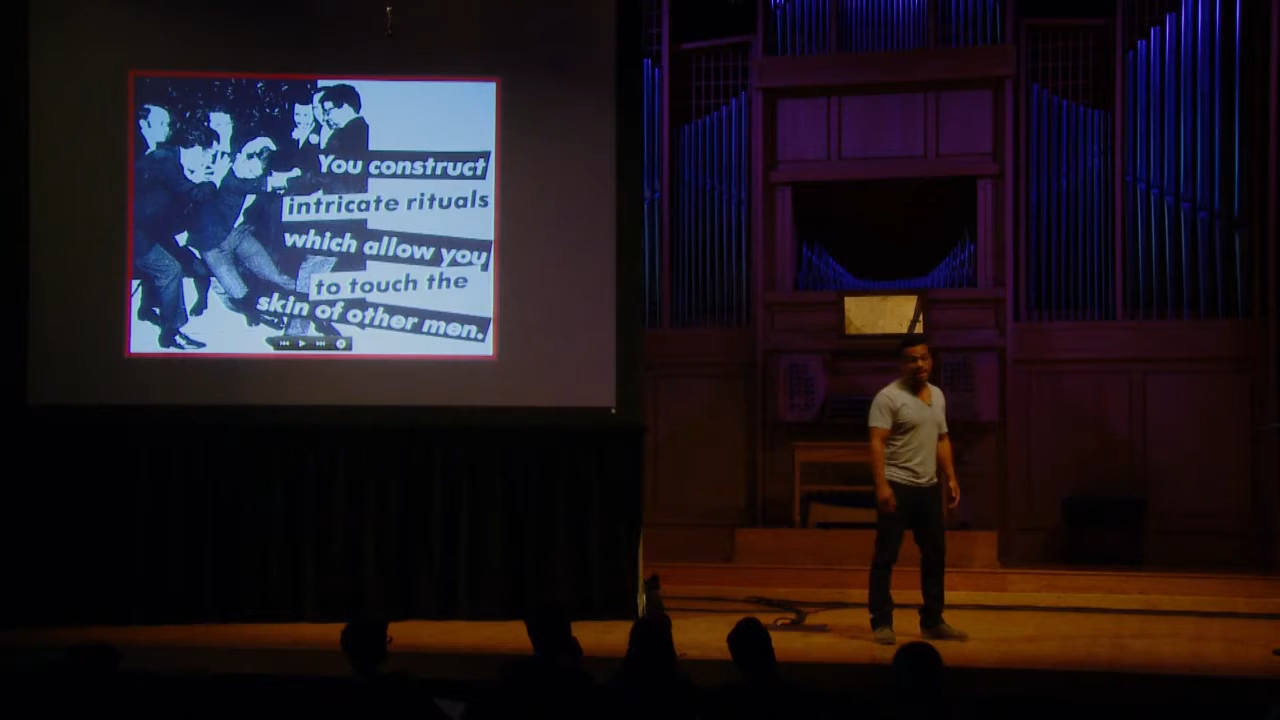 You construct
intricate rituals
which allow you
to touch the
skin of other men.